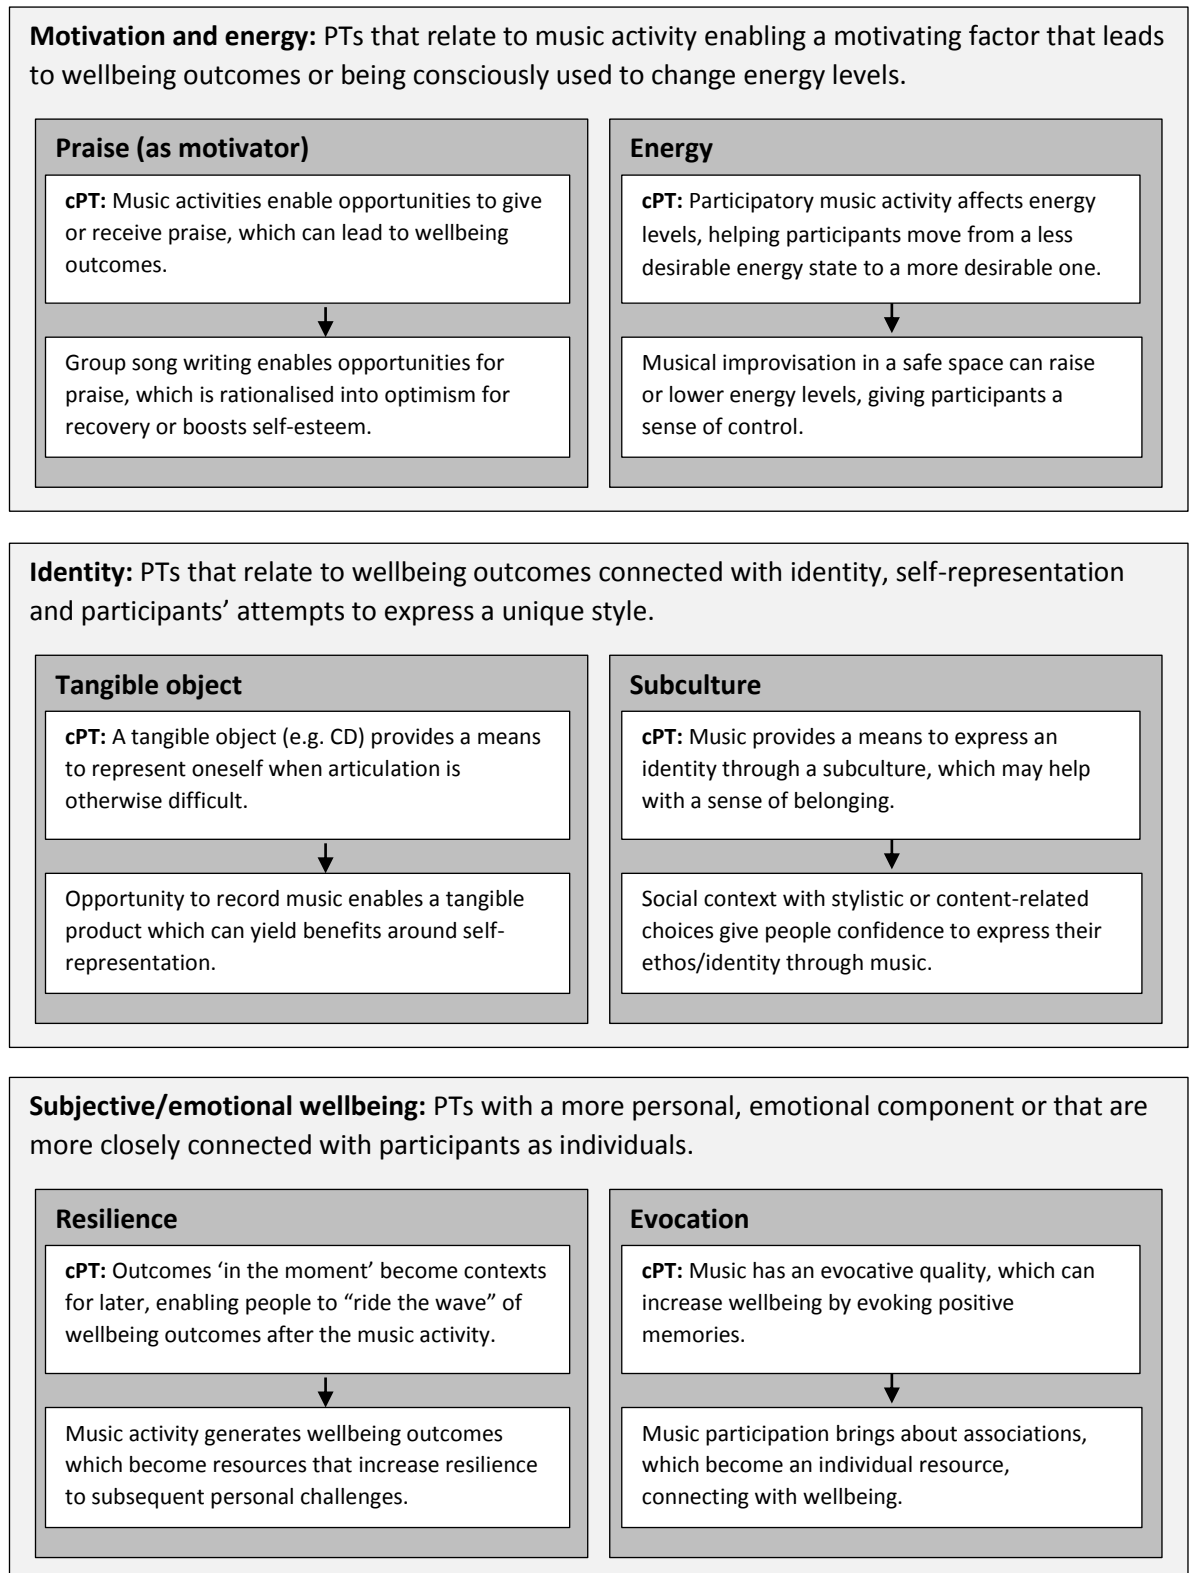 Motivation and energy: PTs that relate to music activity enabling a motivating factor that leads
to wellbeing outcomes or being consciously used to change energy levels.
Praise (as motivator)
cPT: Music activities enable opportunities to give
or receive praise, which can lead to wellbeing
outcomes.
Group song writing enables opportunities for
praise, which is rationalised into optimism for
recovery or boosts self-esteem.
Energy
cPT: Participatory music activity affects energy
levels, helping participants move from a less
desirable energy state to a more desirable one.
Musical improvisation in a safe space can raise
or lower energy levels, giving participants a
sense of control.
Identity: PTs that relate to wellbeing outcomes connected with identity, self-representation
and participants’ attempts to express a unique style.
Tangible object
cPT: A tangible object (e.g. CD) provides a means
to represent oneself when articulation is
otherwise difficult.
Opportunity to record music enables a tangible
product which can yield benefits around self-
representation.
Subculture
cPT: Music provides a means to express an
identity through a subculture, which may help
with a sense of belonging.
Social context with stylistic or content-related
choices give people confidence to express their
ethos/identity through music.
Subjective/emotional wellbeing: PTs with a more personal, emotional component or that are
more closely connected with participants as individuals.
Resilience
cPT: Outcomes ‘in the moment’ become contexts
for later, enabling people to “ride the wave” of
wellbeing outcomes after the music activity.
Music activity generates wellbeing outcomes
which become resources that increase resilience
to subsequent personal challenges.
Evocation
cPT: Music has an evocative quality, which can
increase wellbeing by evoking positive
memories.
Music participation brings about associations,
which become an individual resource,
connecting with wellbeing.